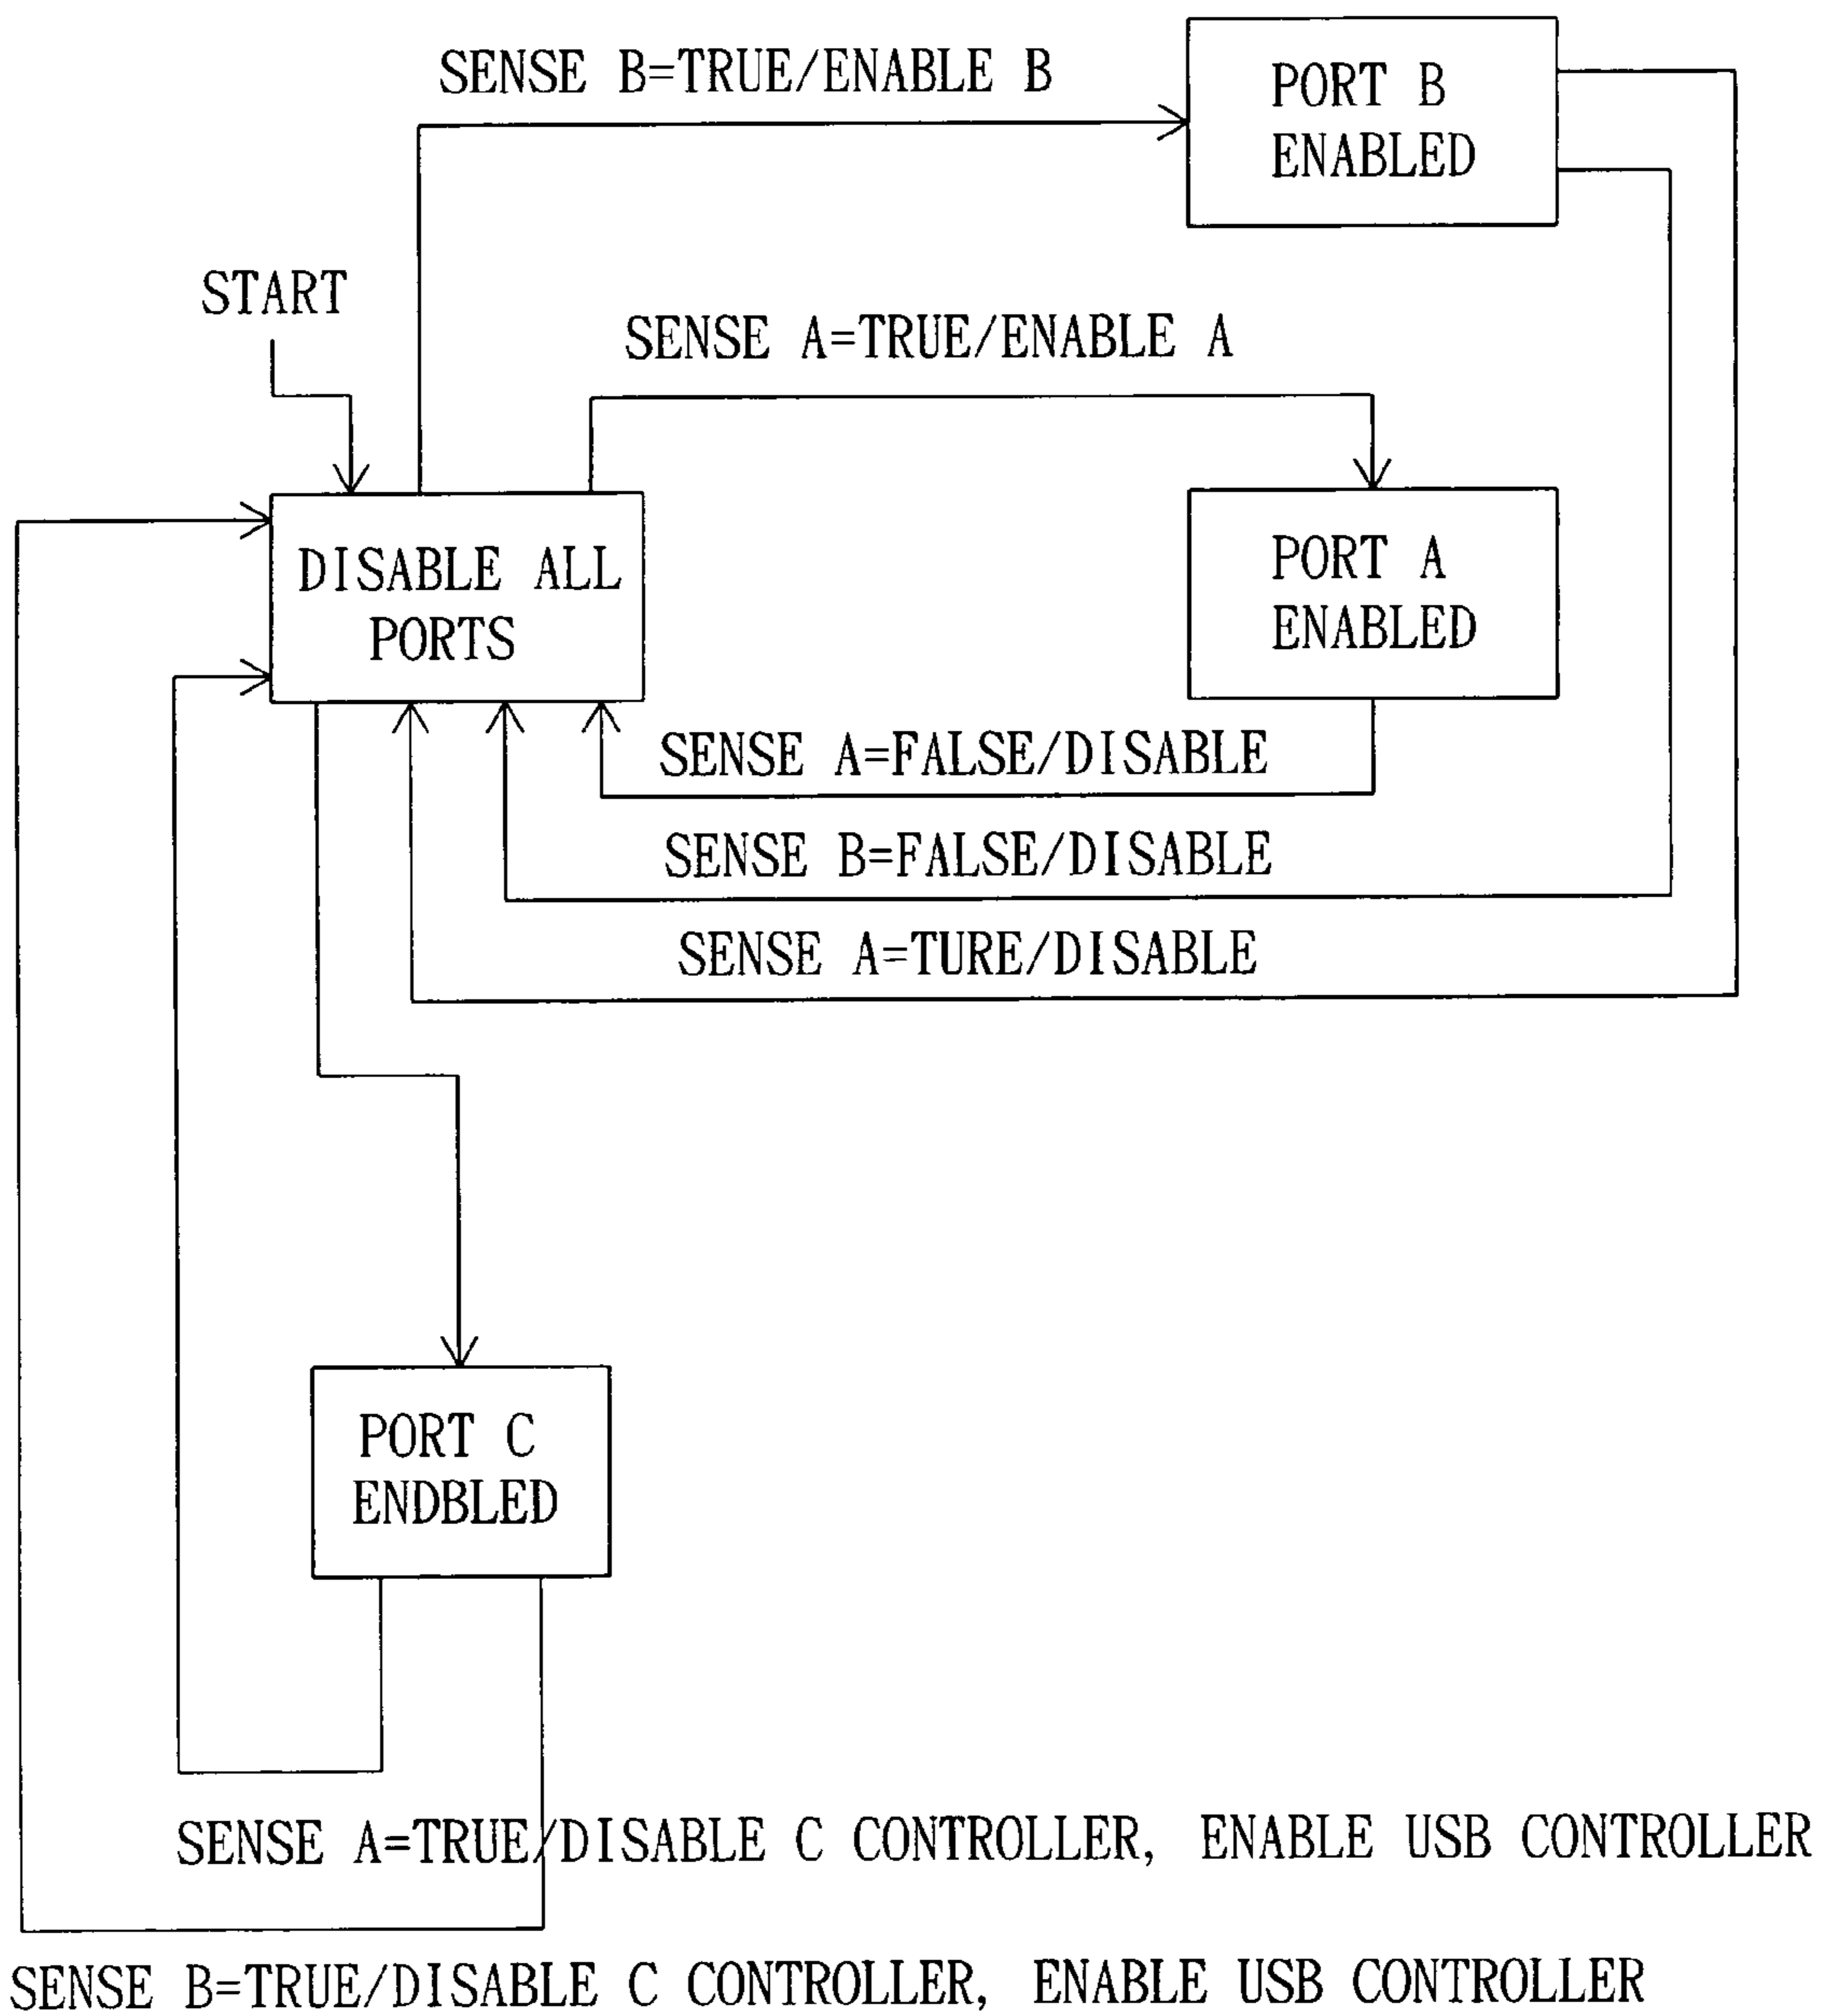 SENSE B=TRUE/ENABLE B
PORT B
ENABLED
START
SENSE A=TRUE/ENABLE A
DISABLE ALL
PORTS
PORT A
ENABLED
SENSE A=FALSE/DISABLE
SENSE B=FALSE/DISABLE
SENSE A=TURE/DISABLE
PORT C
ENDBLED
SENSE A=TRUE/DISABLE C CONTROLLER, ENABLE USB CONTROLLER
SENSE B=TRUE/DISABLE C CONTROLLER, ENABLE USB CONTROLLER